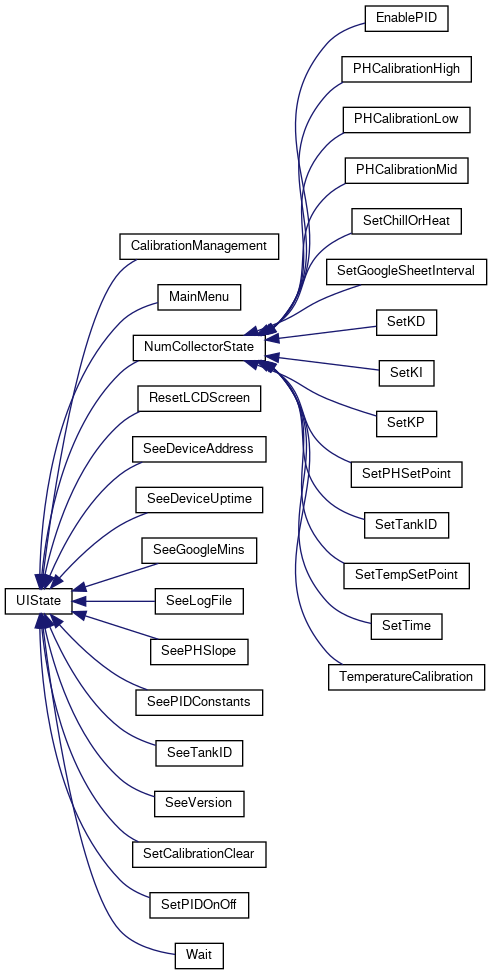 EnablePID
PHCalibrationHigh
PHCalibrationLow
PHCalibrationMid
SetChillOrHeat
CalibrationManagement
SetGoogleSheetInterval
MainMenu
SetKD
NumCollectorState
SetKI
ResetLCDScreen
SetKP
SeeDeviceAddress
SetPHSetPoint
SeeDeviceUptime
SetTankID
SeeGoogleMins
SetTempSetPoint
UIState
SeeLogFile
SetTime
SeePHSlope
TemperatureCalibration
SeePIDConstants
SeeTankID
SeeVersion
SetCalibrationClear
SetPIDOnOff
Wait